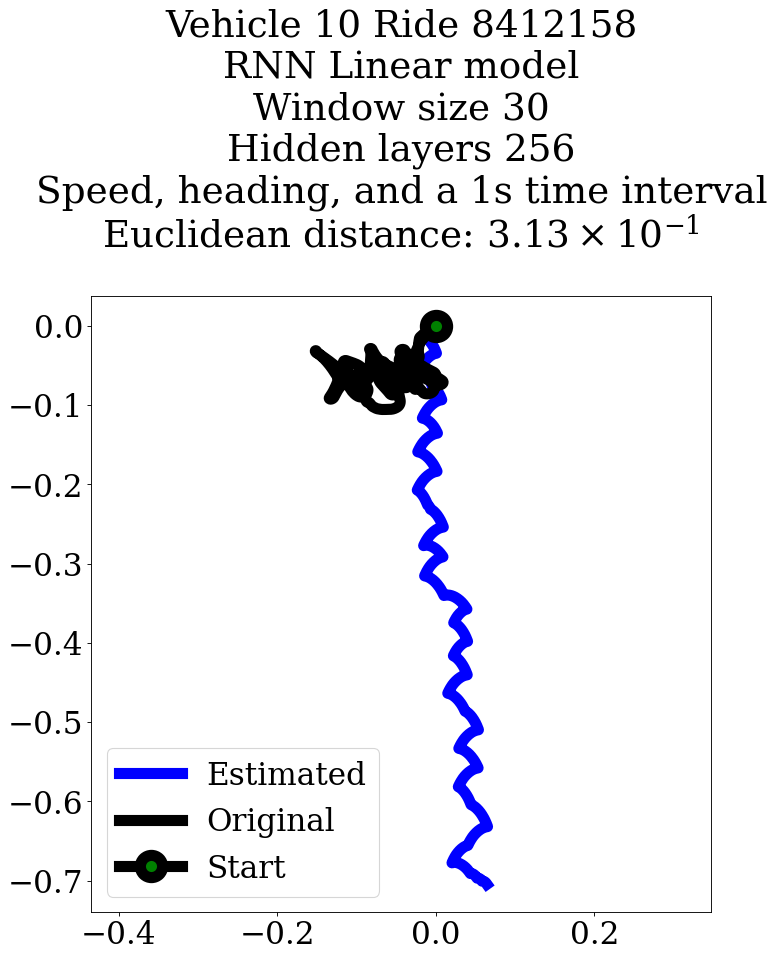 Vehicle 10 Ride 8412158
RNN Linear model
Window size 30
Hidden layers 256
Speed, heading, and a 1s time interval
Euclidean distance: 3.13 × 10⁻¹
0.0
−0.1
−0.2
−0.3
−0.4
−0.5
−0.6
−0.7
Estimated
Original
Start
−0.4 −0.2 0.0 0.2